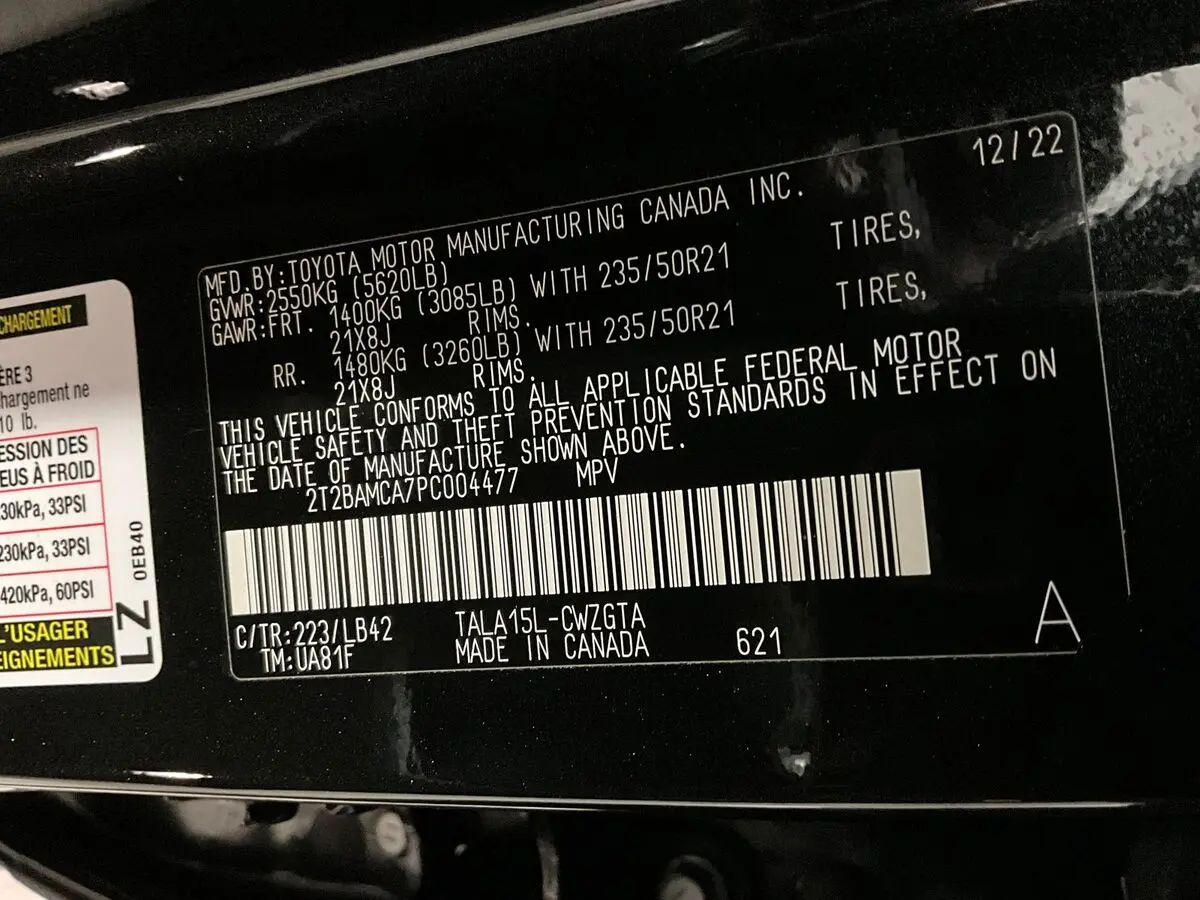 CHARGEMENT
hargement ne
10 lb.
ESSION DES
EUS À FROID
30kPa, 33PSI
230kPa, 33PSI
420kPa, 60PSI
L'USAGER
EIGNEMENTS
LZ
0EB40
12/22
MFD.BY:TOYOTA MOTOR MANUFACTURING CANADA INC.
GVWR:2550KG (5620LB)
GAWR:FRT. 1400KG (3085LB) WITH 235/50R21 TIRES,
21X8J RIMS.
RR. 1480KG (3260LB) WITH 235/50R21 TIRES,
21X8J RIMS.
THIS VEHICLE CONFORMS TO ALL APPLICABLE FEDERAL MOTOR
VEHICLE SAFETY AND THEFT PREVENTION STANDARDS IN EFFECT ON
THE DATE OF MANUFACTURE SHOWN ABOVE.
2T2BAMCA7PC004477 MPV
C/TR:223/LB42 TALA15L-CWZGTA
TM:UA81F MADE IN CANADA 621 A